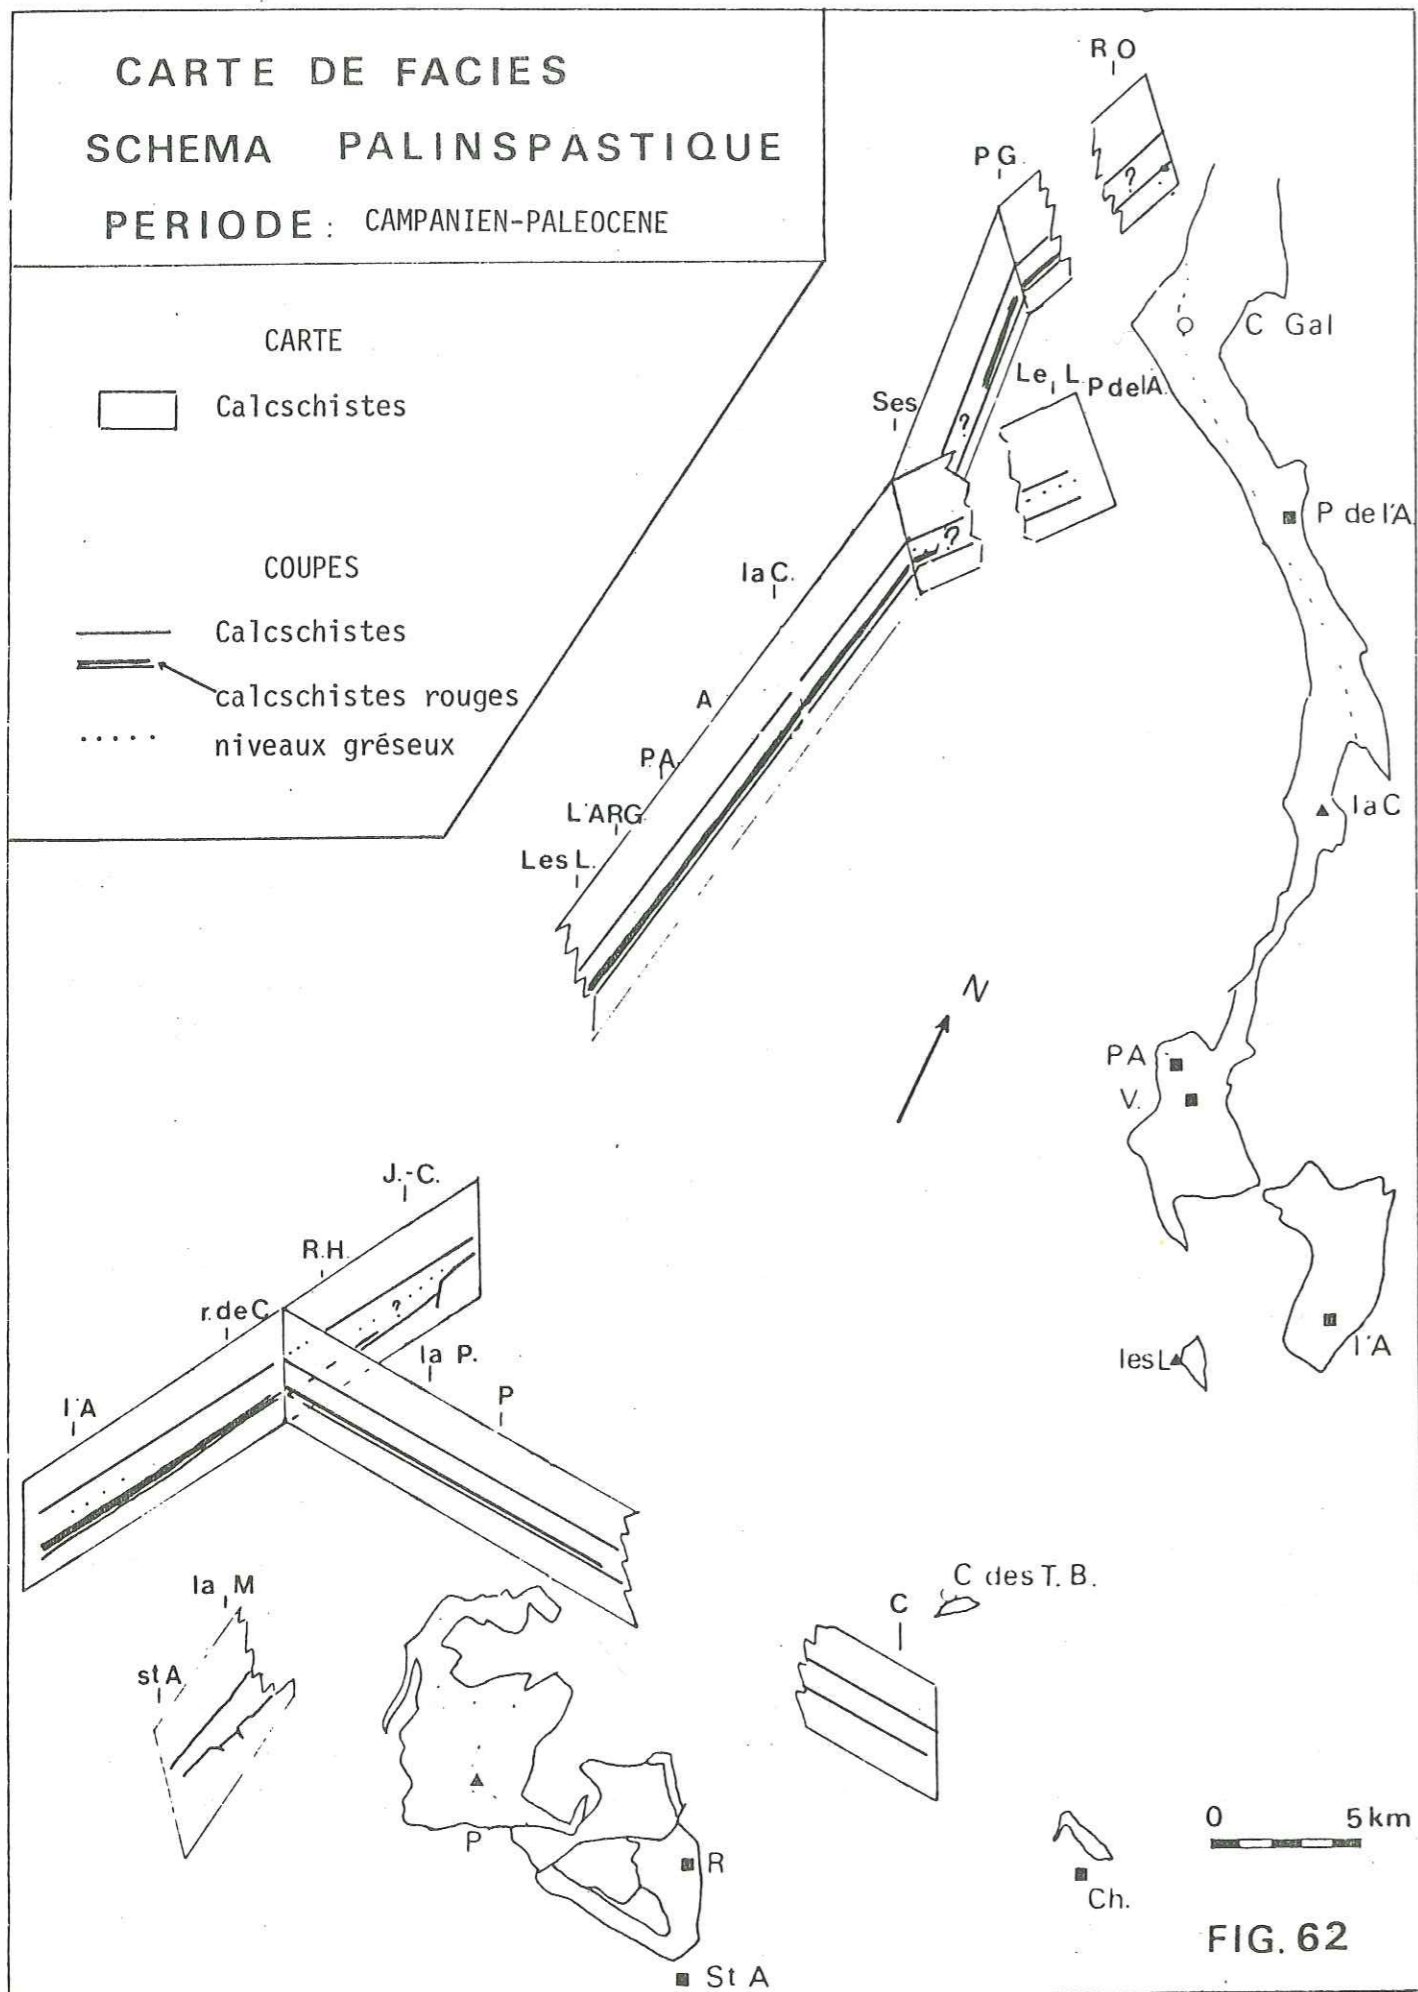 CARTE DE FACIES
SCHEMA PALINSPASTIQUE
PERIODE: CAMPANIEN-PALEOCENE
CARTE
Calcschistes
COUPES
Calcschistes
calcschistes rouges
niveaux gréseux
R O
P G.
?
C Gal
Le L P de l'A.
Ses
?
P de l'A.
?
la C.
A
P.A.
la C
L'ARG
Les L.
N
P A
V.
J.-C.
R.H.
r. de C
?
la P.
les L
l'A
P
l'A
la M
C des T. B.
C
st A
0 5 km
P
R
Ch.
FIG. 62
St A